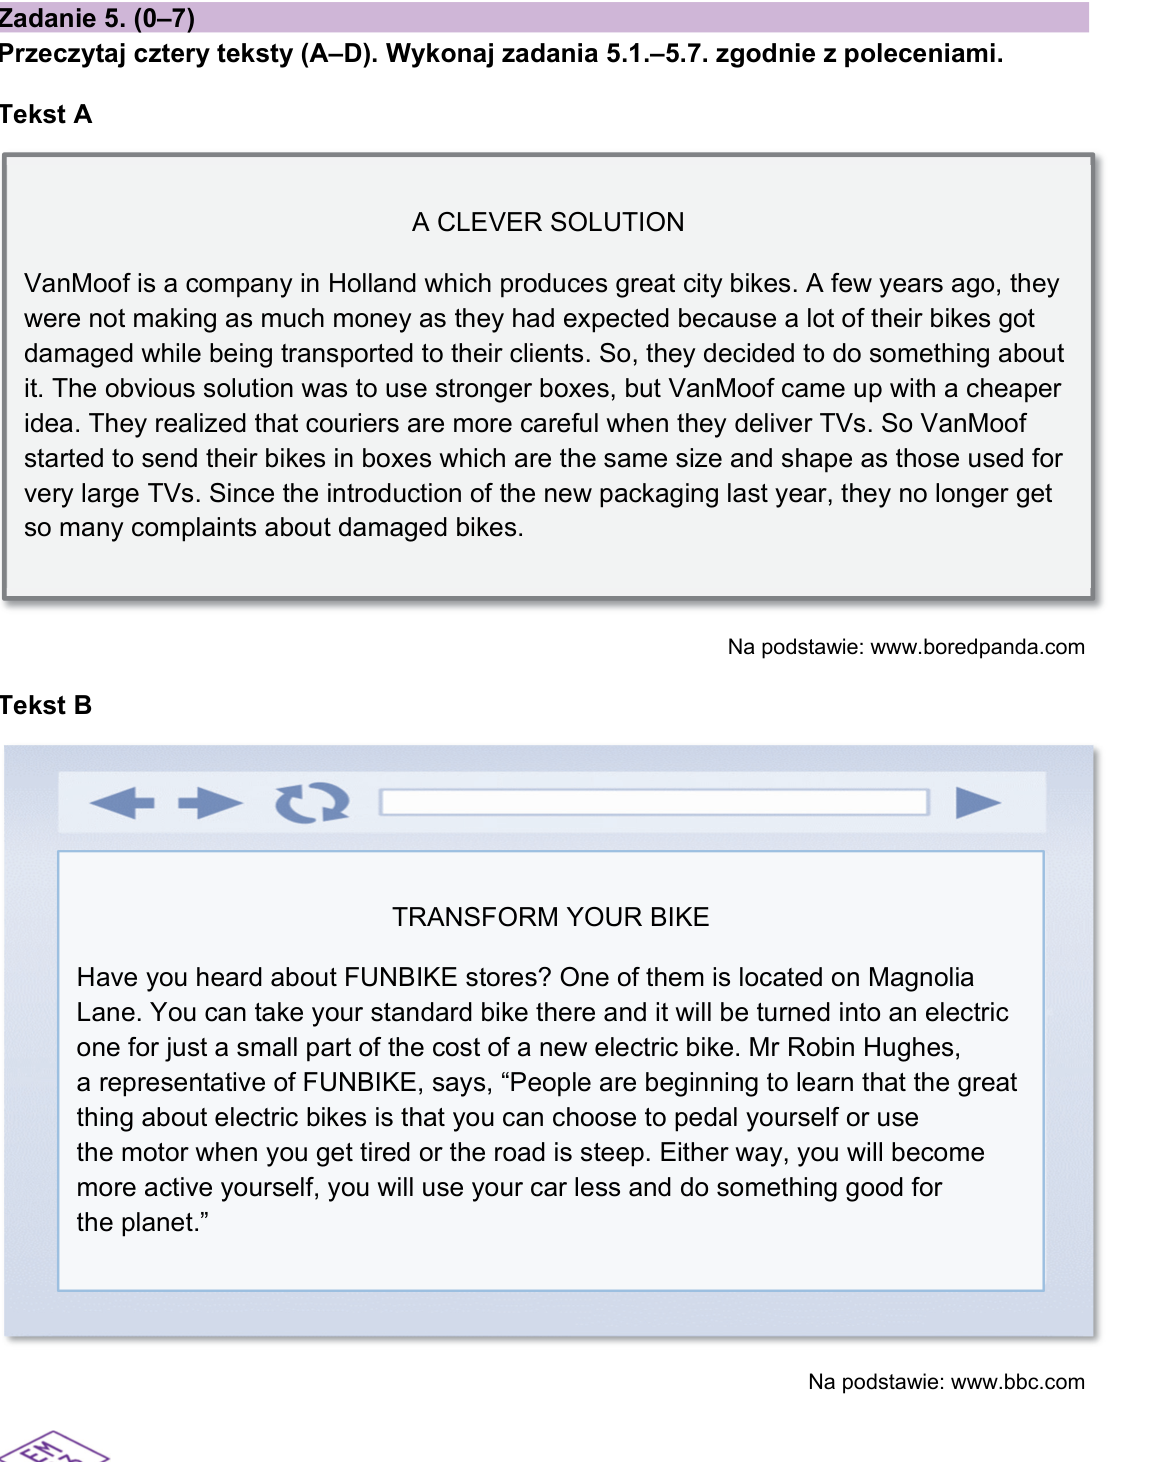 Zadanie 5. (0–7)
Przeczytaj cztery teksty (A–D). Wykonaj zadania 5.1.–5.7. zgodnie z poleceniami.
Tekst A
A CLEVER SOLUTION
VanMoof is a company in Holland which produces great city bikes. A few years ago, they
were not making as much money as they had expected because a lot of their bikes got
damaged while being transported to their clients. So, they decided to do something about
it. The obvious solution was to use stronger boxes, but VanMoof came up with a cheaper
idea. They realized that couriers are more careful when they deliver TVs. So VanMoof
started to send their bikes in boxes which are the same size and shape as those used for
very large TVs. Since the introduction of the new packaging last year, they no longer get
so many complaints about damaged bikes.
Na podstawie: www.boredpanda.com
Tekst B
TRANSFORM YOUR BIKE
Have you heard about FUNBIKE stores? One of them is located on Magnolia
Lane. You can take your standard bike there and it will be turned into an electric
one for just a small part of the cost of a new electric bike. Mr Robin Hughes,
a representative of FUNBIKE, says, “People are beginning to learn that the great
thing about electric bikes is that you can choose to pedal yourself or use
the motor when you get tired or the road is steep. Either way, you will become
more active yourself, you will use your car less and do something good for
the planet.”
Na podstawie: www.bbc.com